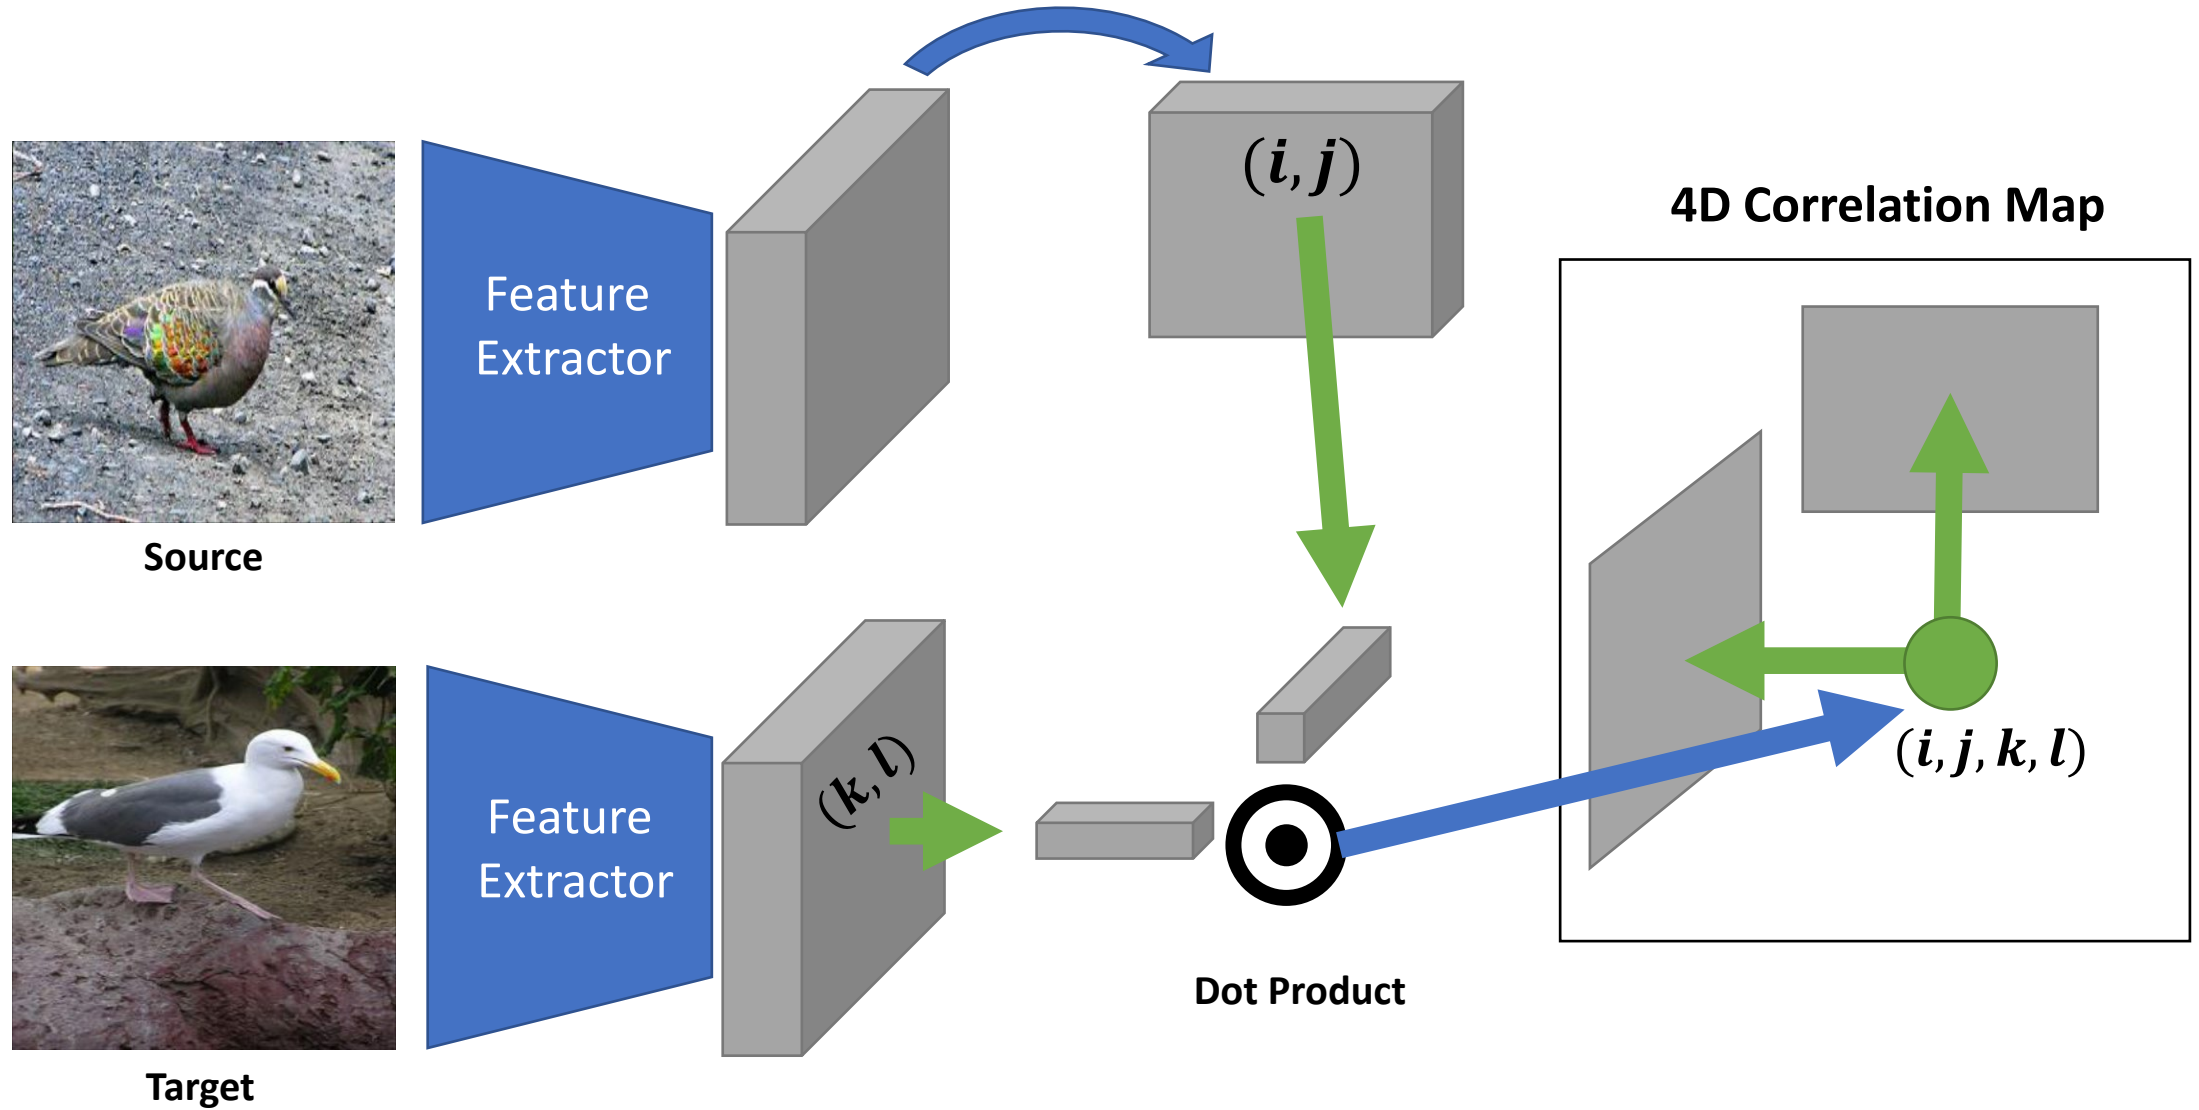 (i, j)
4D Correlation Map
Feature
Extractor
Source
Feature
Extractor
(k, l)
(i, j, k, l)
Dot Product
Target